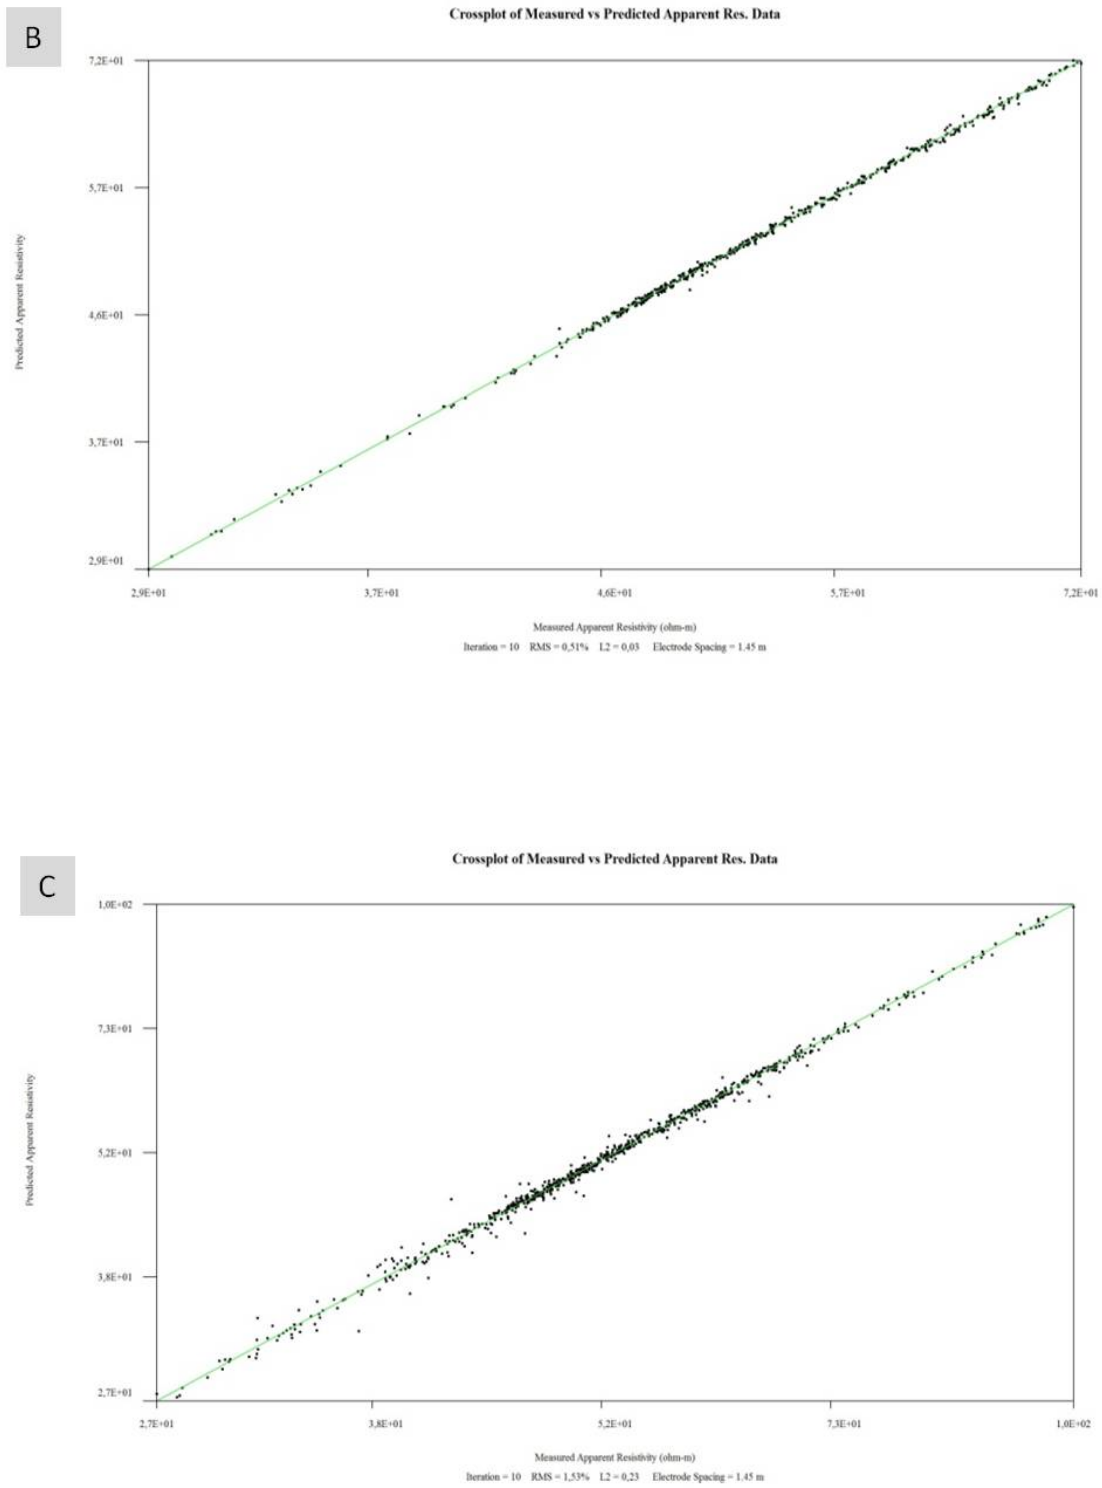 B
Crossplot of Measured vs Predicted Apparent Res. Data
7,2E+01
5,7E+01
4,6E+01
3,7E+01
2,9E+01
Predicted Apparent Resistivity
2,9E+01 3,7E+01 4,6E+01 5,7E+01 7,2E+01
Measured Apparent Resistivity (ohm-m)
Iteration = 10 RMS = 0,51% L2 = 0,03 Electrode Spacing = 1.45 m
C
Crossplot of Measured vs Predicted Apparent Res. Data
1,0E+02
7,3E+01
5,2E+01
3,8E+01
2,7E+01
Predicted Apparent Resistivity
2,7E+01 3,8E+01 5,2E+01 7,3E+01 1,0E+02
Measured Apparent Resistivity (ohm-m)
Iteration = 10 RMS = 1,53% L2 = 0,23 Electrode Spacing = 1.45 m